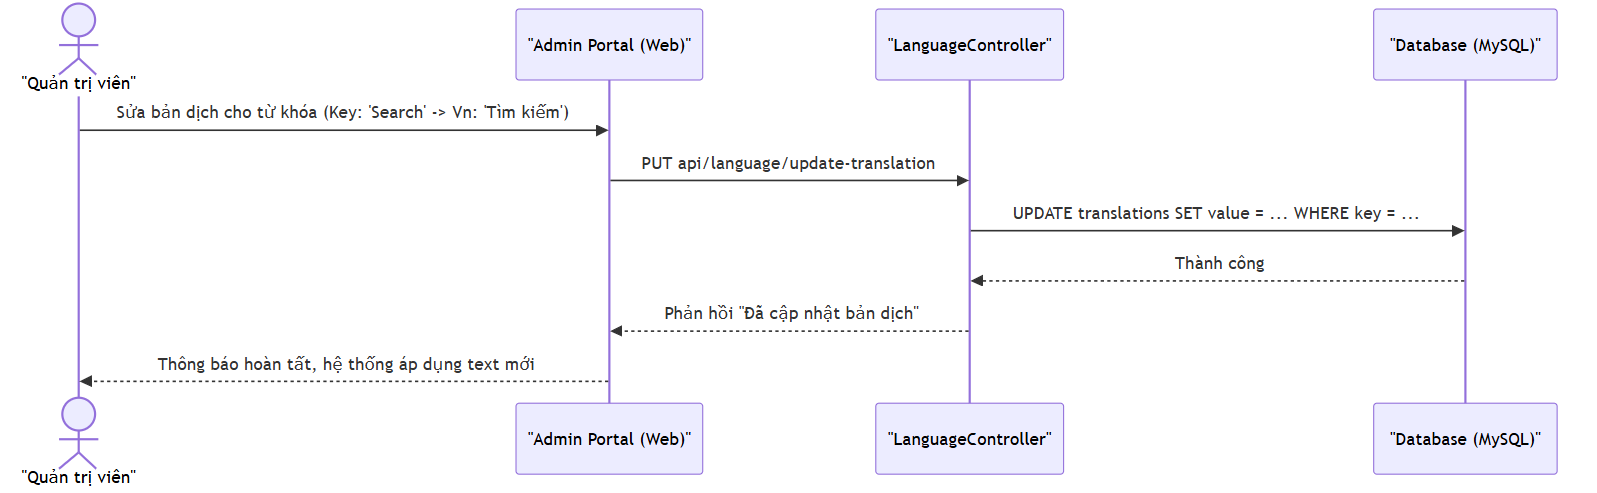 "Quản trị viên"
"Admin Portal (Web)"
"LanguageController"
"Database (MySQL)"
Sửa bản dịch cho từ khóa (Key: 'Search' -> Vn: 'Tìm kiếm')
PUT api/language/update-translation
UPDATE translations SET value = ... WHERE key = ...
Thành công
Phản hồi "Đã cập nhật bản dịch"
Thông báo hoàn tất, hệ thống áp dụng text mới
"Quản trị viên"
"Admin Portal (Web)"
"LanguageController"
"Database (MySQL)"